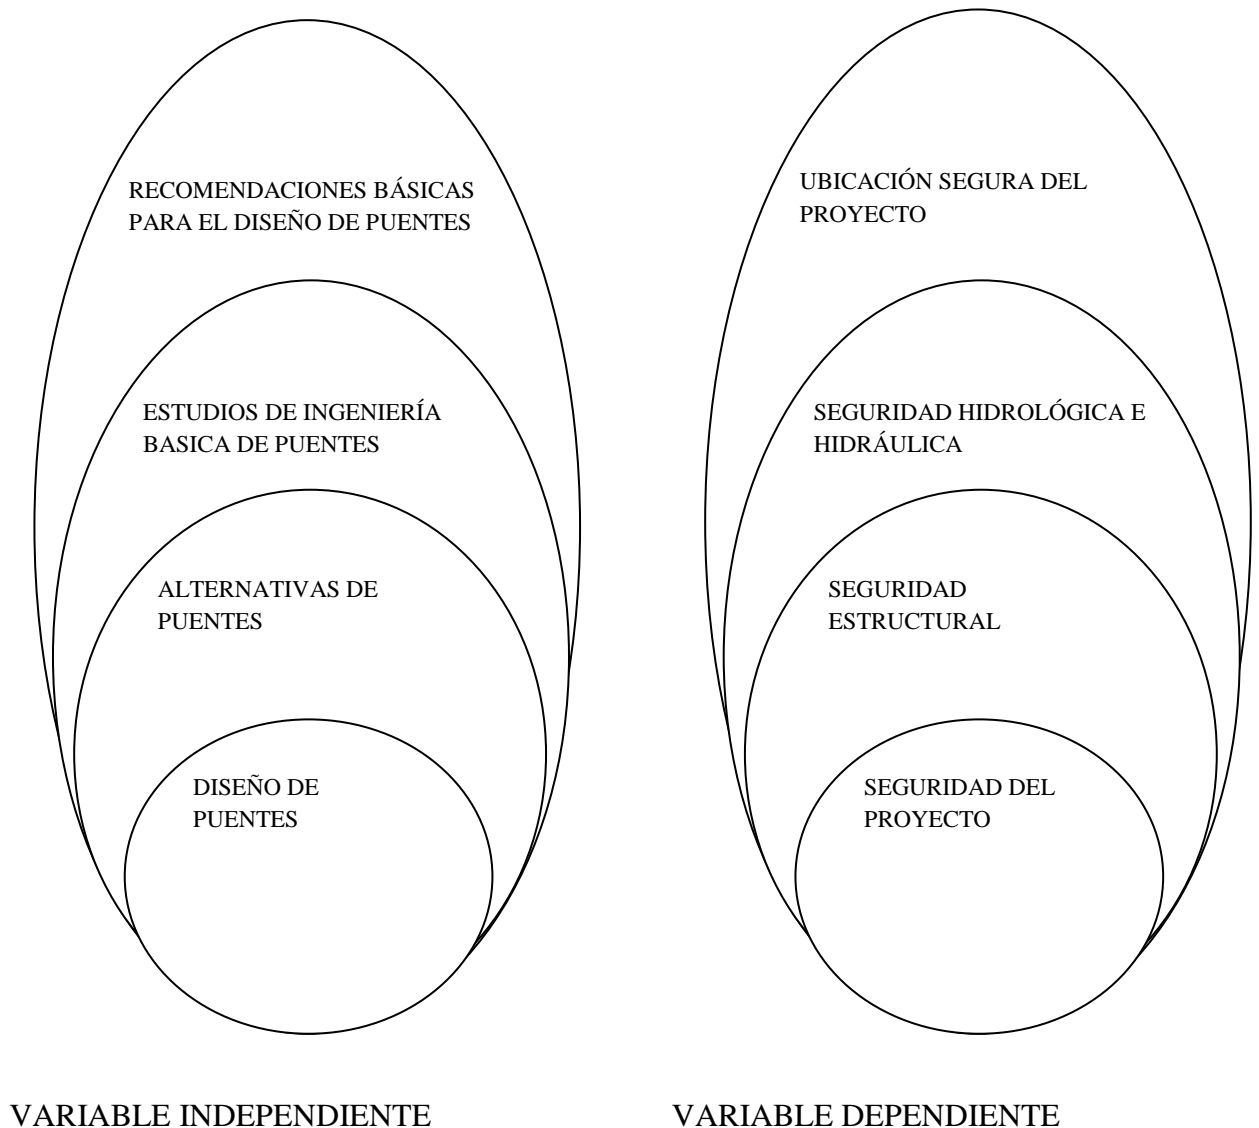 RECOMENDACIONES BÁSICAS
PARA EL DISEÑO DE PUENTES
ESTUDIOS DE INGENIERÍA
BASICA DE PUENTES
ALTERNATIVAS DE
PUENTES
DISEÑO DE
PUENTES
VARIABLE INDEPENDIENTE
UBICACIÓN SEGURA DEL
PROYECTO
SEGURIDAD HIDROLÓGICA E
HIDRÁULICA
SEGURIDAD
ESTRUCTURAL
SEGURIDAD DEL
PROYECTO
VARIABLE DEPENDIENTE